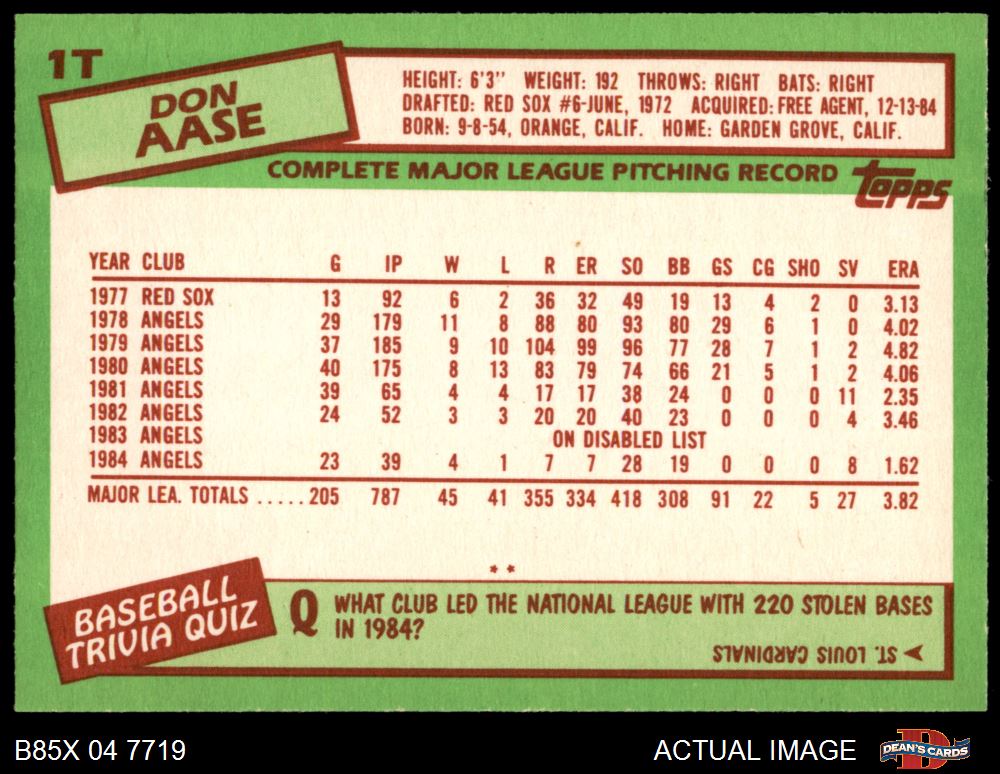 1T
DON
AASE
HEIGHT: 6'3" WEIGHT: 192 THROWS: RIGHT BATS: RIGHT
DRAFTED: RED SOX #6-JUNE, 1972 ACQUIRED: FREE AGENT, 12-13-84
BORN: 9-8-54, ORANGE, CALIF. HOME: GARDEN GROVE, CALIF.
COMPLETE MAJOR LEAGUE PITCHING RECORD
Topps
YEAR CLUB G IP W L R ER SO BB GS CG SHO SV ERA
1977 RED SOX 13 92 6 2 36 32 49 19 13 4 2 0 3.13
1978 ANGELS 29 179 11 8 88 80 93 80 29 6 1 0 4.02
1979 ANGELS 37 185 9 10 104 99 96 77 28 7 1 2 4.82
1980 ANGELS 40 175 8 13 83 79 74 66 21 5 1 2 4.06
1981 ANGELS 39 65 4 4 17 17 38 24 0 0 0 11 2.35
1982 ANGELS 24 52 3 3 20 20 40 23 0 0 0 4 3.46
1983 ANGELS ON DISABLED LIST
1984 ANGELS 23 39 4 1 7 7 28 19 0 0 0 8 1.62
MAJOR LEA. TOTALS .....205 787 45 41 355 334 418 308 91 22 5 27 3.82
* *
BASEBALL
TRIVIA QUIZ
Q WHAT CLUB LED THE NATIONAL LEAGUE WITH 220 STOLEN BASES
IN 1984?
ST. LOUIS CARDINALS
B85X 04 7719
ACTUAL IMAGE
D
DEAN'S CARDS